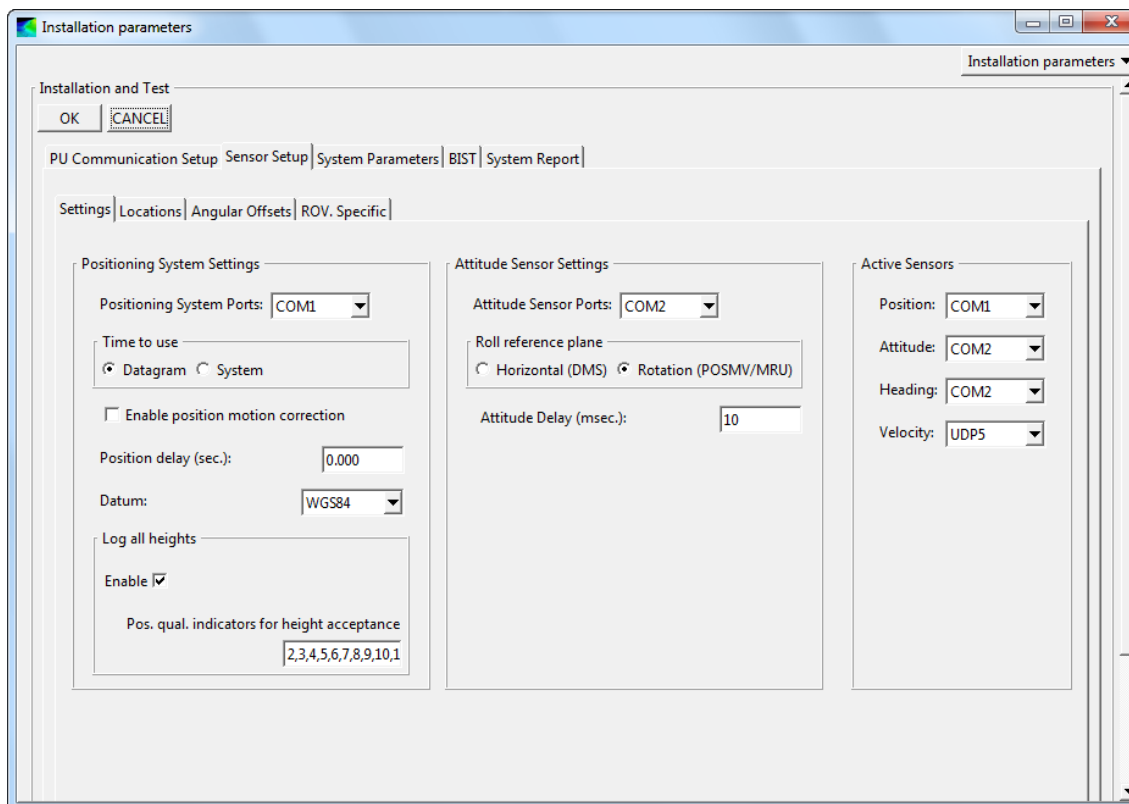 Installation parameters
Installation parameters
Installation and Test
OK CANCEL
PU Communication Setup Sensor Setup System Parameters BIST System Report
Settings Locations Angular Offsets ROV. Specific
Positioning System Settings
Positioning System Ports: COM1
Time to use
Datagram System
Enable position motion correction
Position delay (sec.): 0.000
Datum: WGS84
Log all heights
Enable
Pos. qual. indicators for height acceptance
2,3,4,5,6,7,8,9,10,1
Attitude Sensor Settings
Attitude Sensor Ports: COM2
Roll reference plane
Horizontal (DMS) Rotation (POSMV/MRU)
Attitude Delay (msec.): 10
Active Sensors
Position: COM1
Attitude: COM2
Heading: COM2
Velocity: UDP5